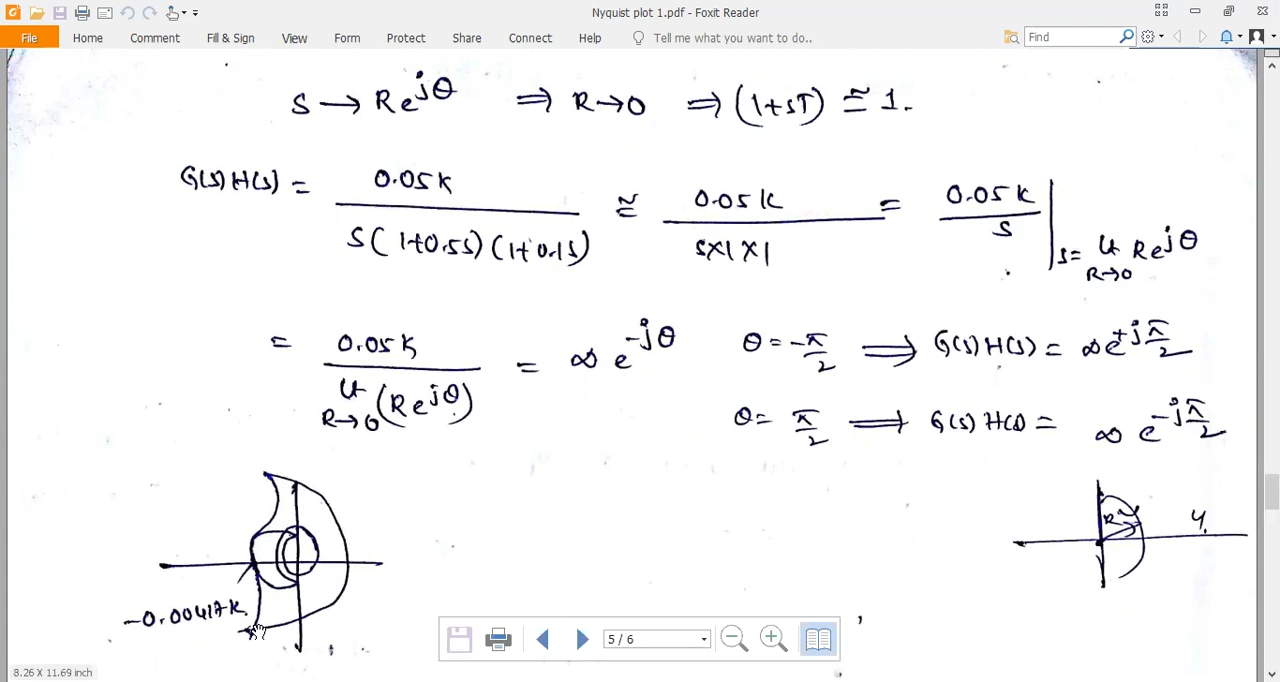 Nyquist plot 1.pdf - Foxit Reader
File Home Comment Fill & Sign View Form Protect Share Connect Help Tell me what you want to do.. Find
S → Re^jθ ⇒ R→0 ⇒ (1+sT) ≅ 1.
G(s)H(s) = 0.05K / S(1+0.5s)(1+0.1s) ≅ 0.05K / s×1×1 = 0.05K / s | s = Lt R→0 Re^jθ
= 0.05K / Lt R→0 (Re^jθ) = ∞ e^-jθ θ = -π/2 ⟹ G(s)H(s) = ∞ e^+jπ/2
θ = π/2 ⟹ G(s)H(s) = ∞ e^-jπ/2
R
4.
-0.00417K.
5 / 6
8.26 X 11.69 inch